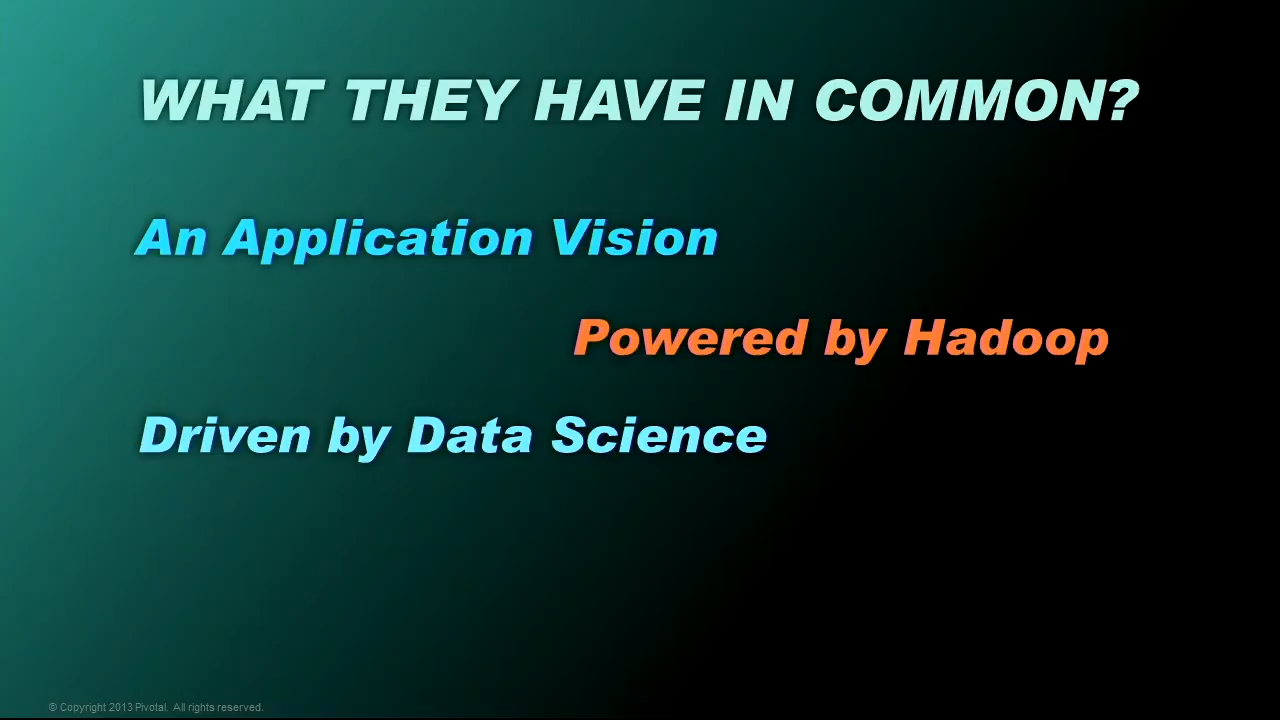 WHAT THEY HAVE IN COMMON?
An Application Vision
Powered by Hadoop
Driven by Data Science
© Copyright 2013 Pivotal. All rights reserved.